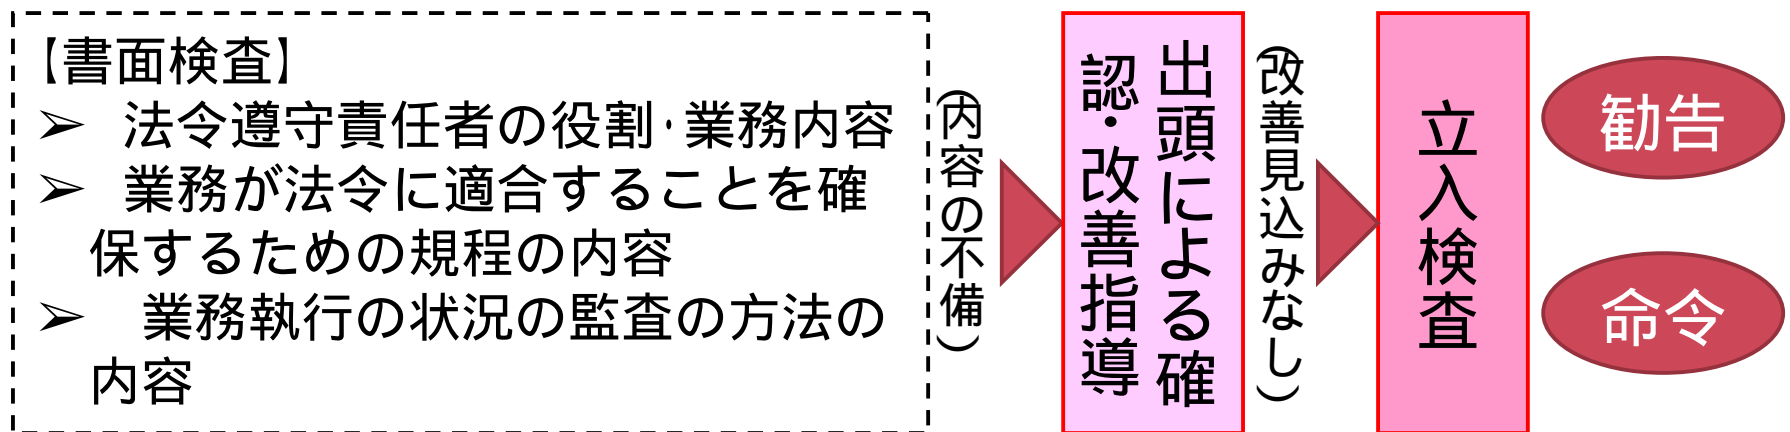 【書面検査】
➢ 法令遵守責任者の役割・業務内容
➢ 業務が法令に適合することを確
保するための規程の内容
➢ 業務執行の状況の監査の方法の
内容
(内容の不備)
出頭による確
認・改善指導
(改善見込みなし)
立入検査
勧告
命令